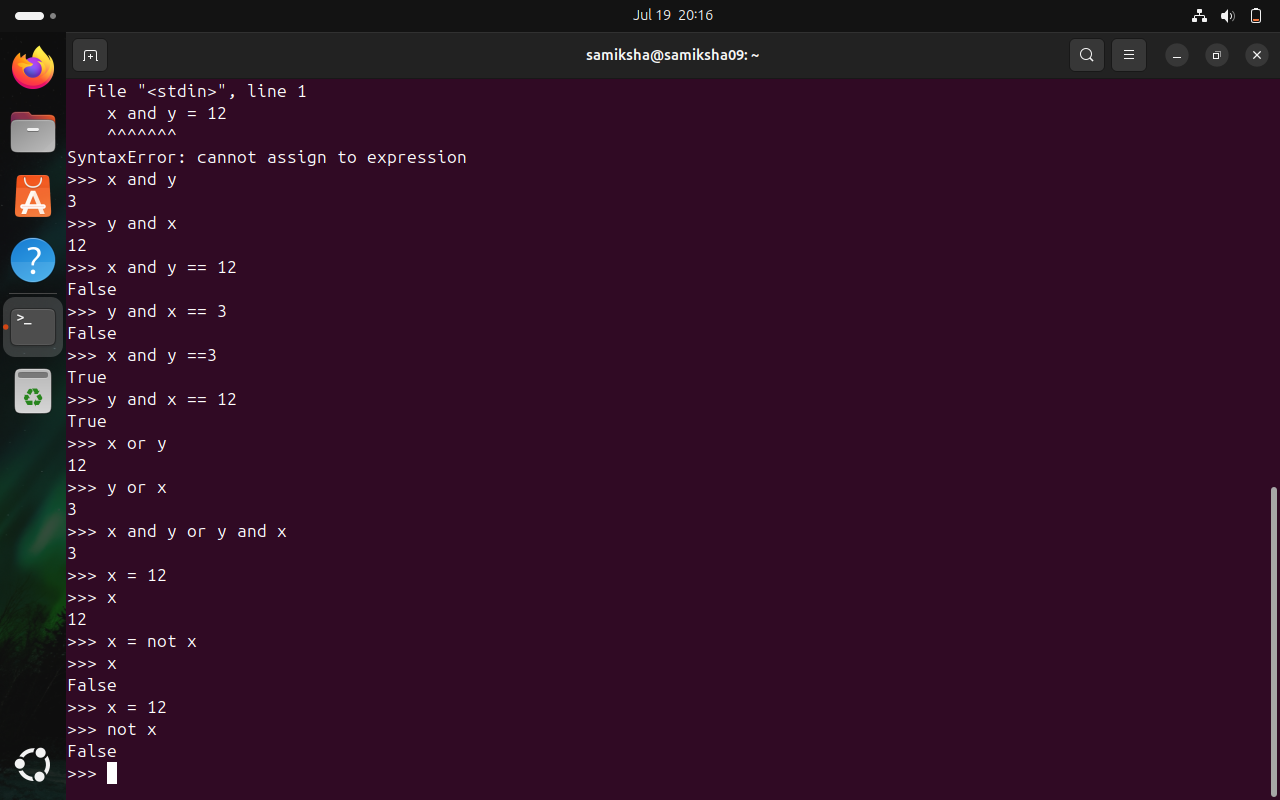 Jul 19 20:16
samiksha@samiksha09: ~
  File "<stdin>", line 1
    x and y = 12
    ^^^^^^^
SyntaxError: cannot assign to expression
>>> x and y
3
>>> y and x
12
>>> x and y == 12
False
>>> y and x == 3
False
>>> x and y ==3
True
>>> y and x == 12
True
>>> x or y
12
>>> y or x
3
>>> x and y or y and x
3
>>> x = 12
>>> x
12
>>> x = not x
>>> x
False
>>> x = 12
>>> not x
False
>>>